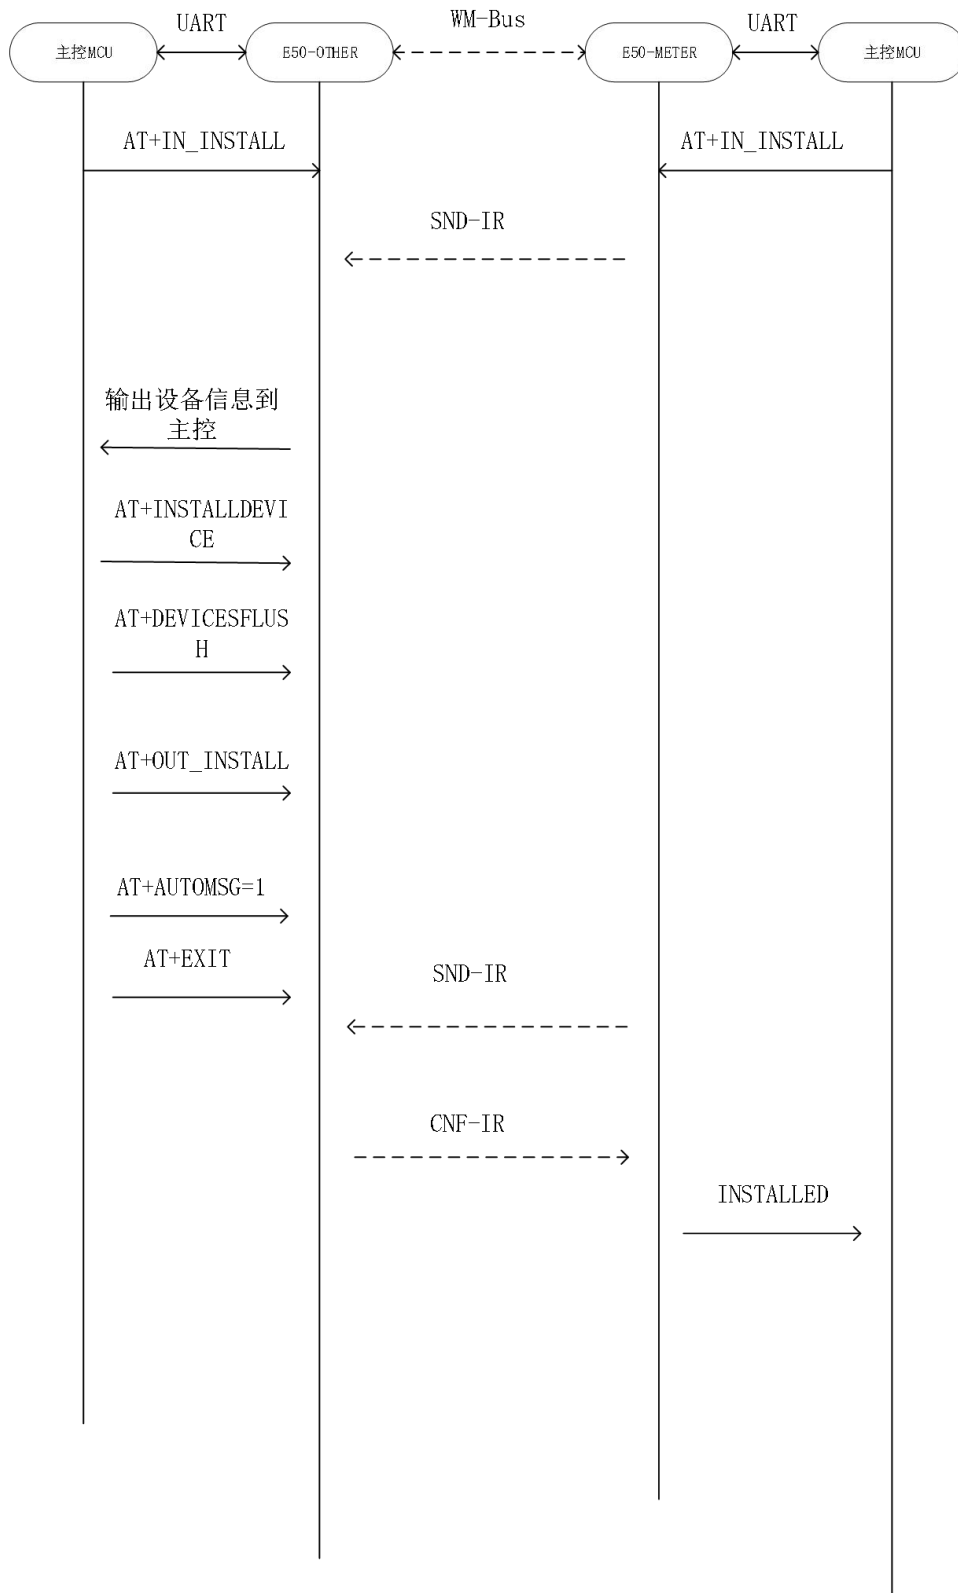 UART
WM-Bus
UART
主控MCU
E50-OTHER
E50-METER
主控MCU
AT+IN_INSTALL
AT+IN_INSTALL
SND-IR
输出设备信息到
主控
AT+INSTALLDEVI
CE
AT+DEVICESFLUS
H
AT+OUT_INSTALL
AT+AUTOMSG=1
AT+EXIT
SND-IR
CNF-IR
INSTALLED